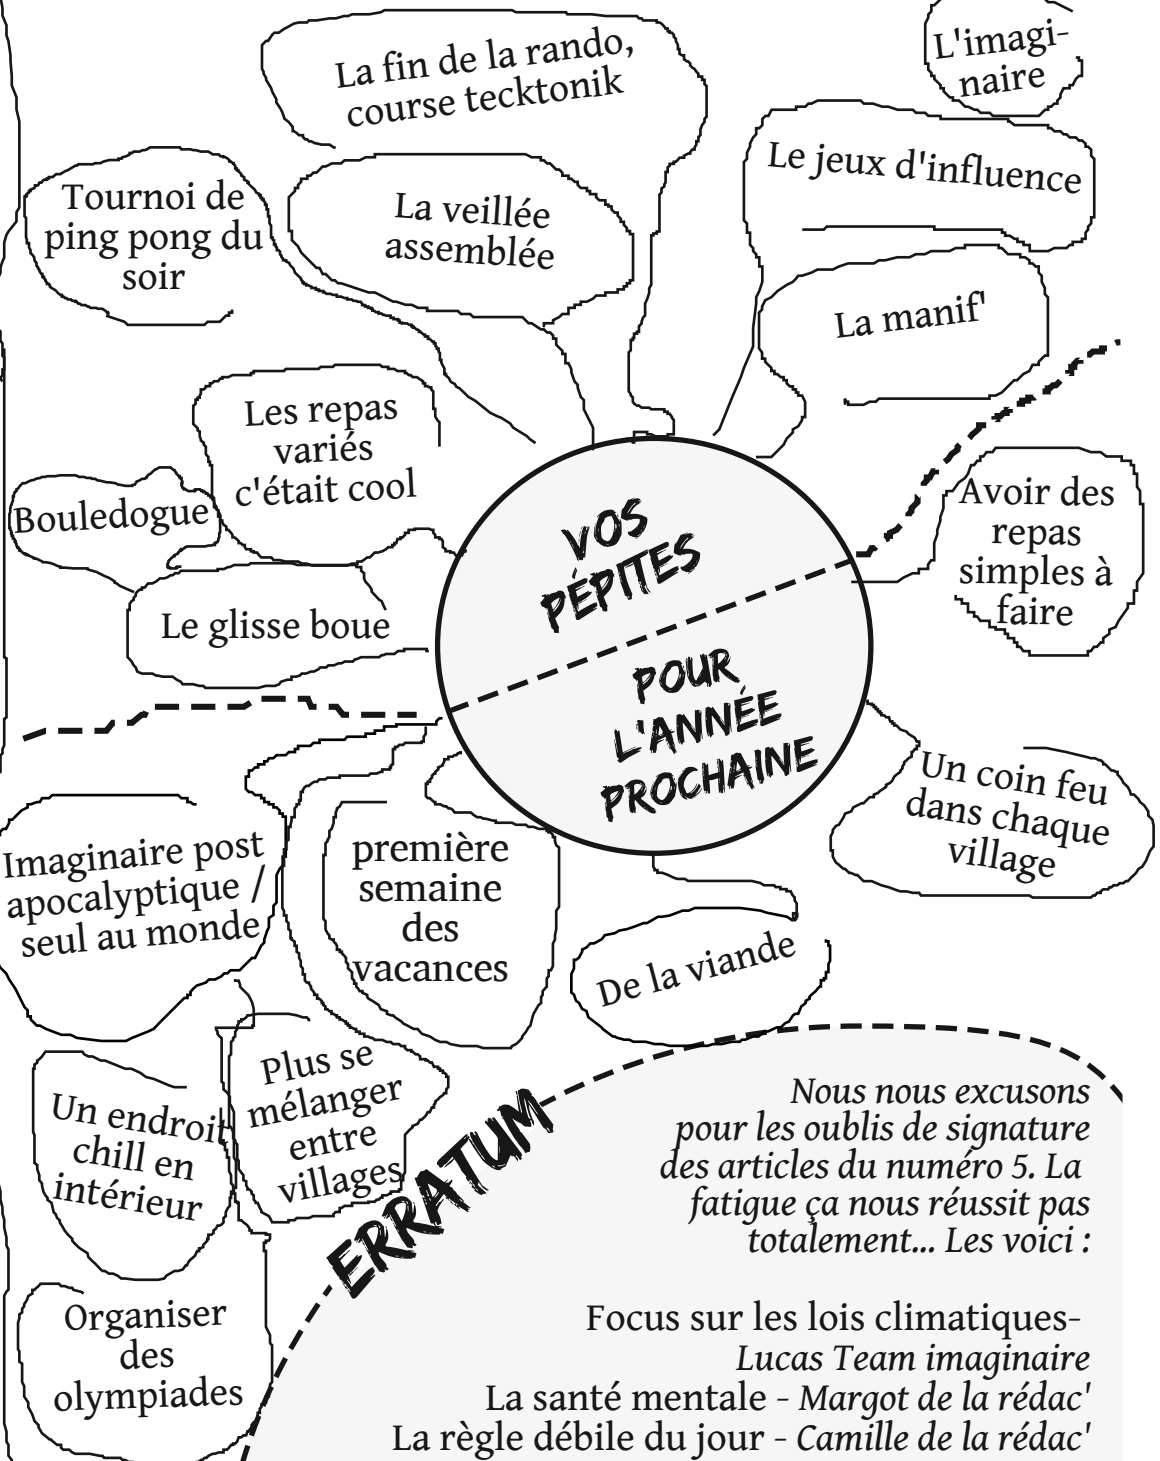 La fin de la rando,
course tecktonik
L'imagi-
naire
Le jeux d'influence
Tournoi de
ping pong du
soir
La veillée
assemblée
La manif'
Les repas
variés
c'était cool
Bouledogue
Le glisse boue
VOS
PÉPITES
Avoir des
repas
simples à
faire
POUR
L'ANNÉE
PROCHAINE
Un coin feu
dans chaque
village
Imaginaire post
apocalyptique /
seul au monde
première
semaine
des
vacances
De la viande
Plus se
mélanger
entre
villages
Un endroit
chill en
intérieur
Organiser
des
olympiades
ERRATUM
Nous nous excusons
pour les oublis de signature
des articles du numéro 5. La
fatigue ça nous réussit pas
totalement... Les voici :
Focus sur les lois climatiques-
Lucas Team imaginaire
La santé mentale - Margot de la rédac'
La règle débile du jour - Camille de la rédac'